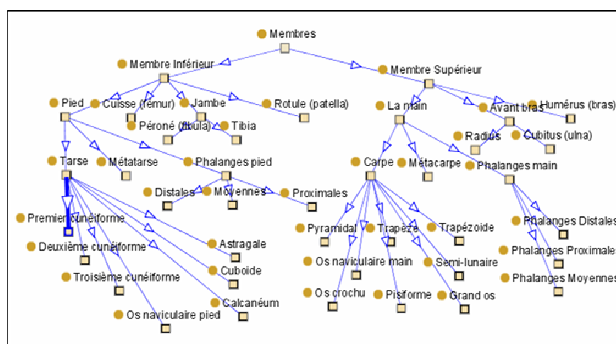 Membres
Membre Inférieur
Membre Supérieur
Pied
Cuisse (fémur)
Jambe
Rotule (patella)
La main
Avant bras
Humérus (bras)
Péroné (fibula)
Tibia
Radius
Cubitus (ulna)
Tarse
Métatarse
Phalanges pied
Carpe
Métacarpe
Phalanges main
Distales
Moyennes
Proximales
Premier cunéiforme
Pyramidal
Trapèze
Trapézoide
Phalanges Distales
Deuxième cunéiforme
Astragale
Os naviculaire main
Semi-lunaire
Phalanges Proximale
Troisième cunéiforme
Cuboide
Phalanges Moyennes
Os crochu
Pisiforme
Grand os
Calcanéum
Os naviculaire pied